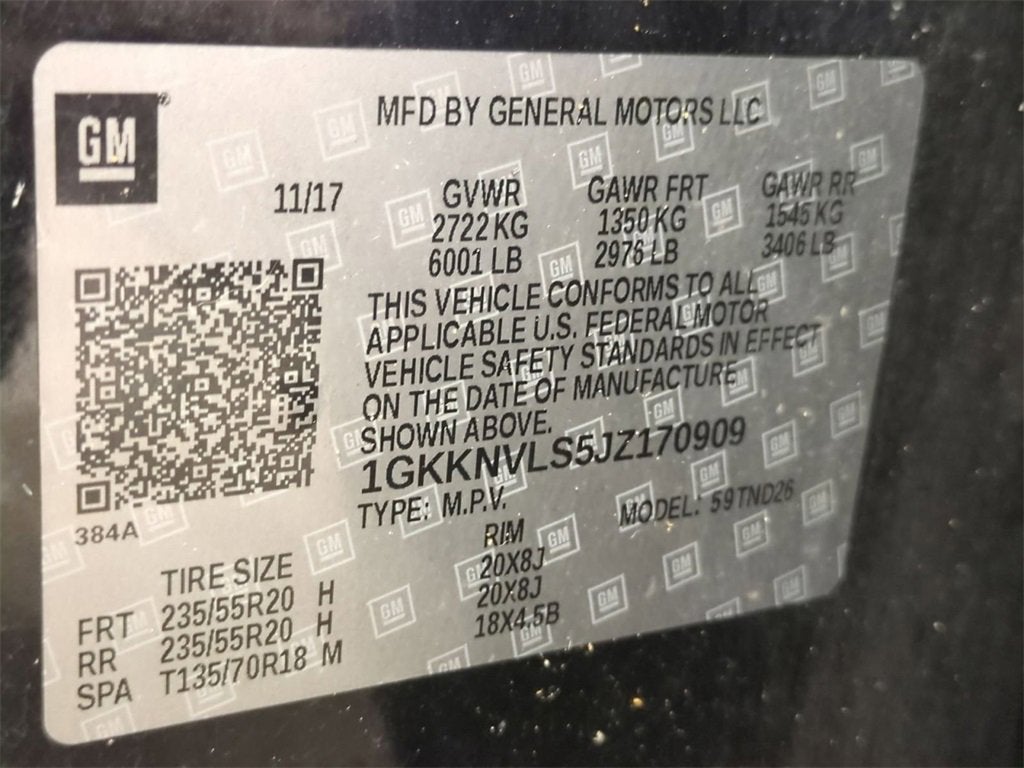 GM
MFD BY GENERAL MOTORS LLC
11/17 GVWR GAWR FRT GAWR RR
2722 KG 1350 KG 1545 KG
6001 LB 2976 LB 3406 LB
THIS VEHICLE CONFORMS TO ALL
APPLICABLE U.S. FEDERAL MOTOR
VEHICLE SAFETY STANDARDS IN EFFECT
ON THE DATE OF MANUFACTURE
SHOWN ABOVE.
1GKKNVLS5JZ170909
TYPE: M.P.V. MODEL: 59TND26
384A
TIRE SIZE RIM
FRT 235/55R20 H 20X8J
RR 235/55R20 H 20X8J
SPA T135/70R18 M 18X4.5B